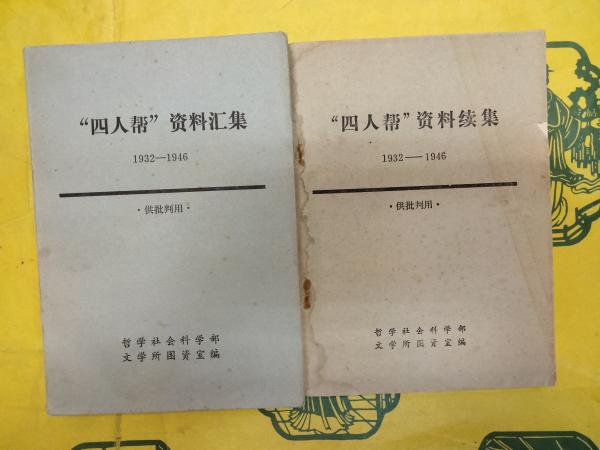 “四人帮”资料汇集
1932—1946
·供批判用·
哲学社会科学部
文学所图资室编
“四人帮”资料续集
1932—1946
·供批判用·
哲学社会科学部
文学所图资室编